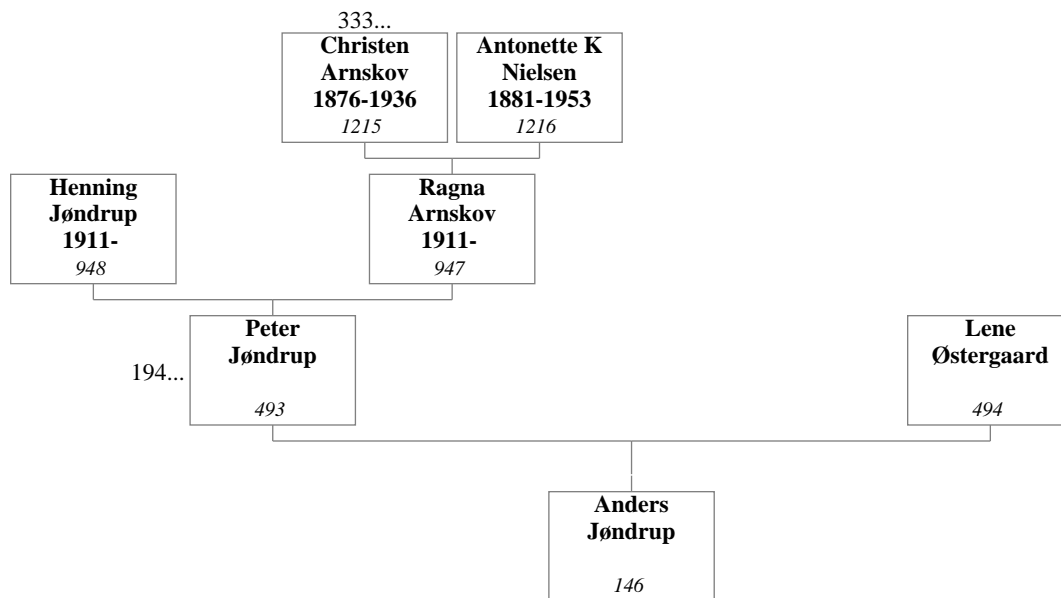 333...
Christen
Arnskov
1876-1936
1215
Antonette K
Nielsen
1881-1953
1216
Henning
Jøndrup
1911-
948
Ragna
Arnskov
1911-
947
194...
Peter
Jøndrup
493
Lene
Østergaard
494
Anders
Jøndrup
146